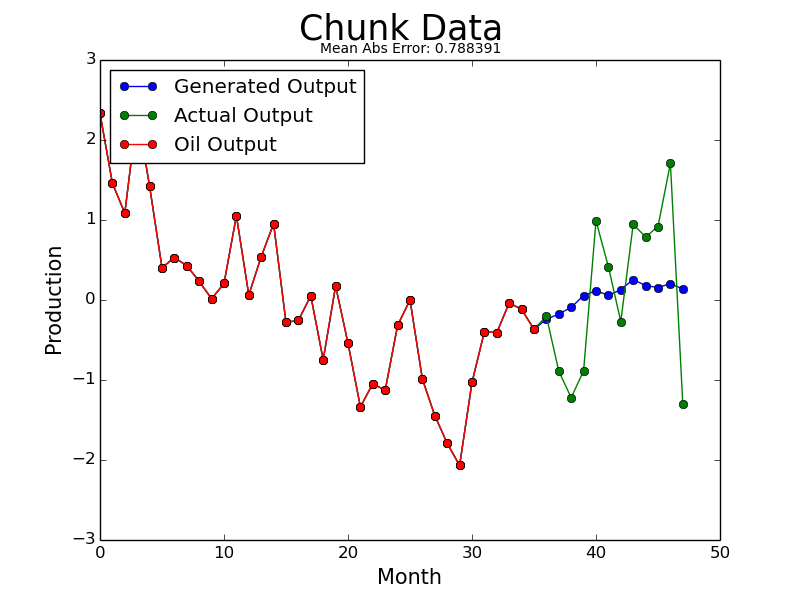 Chunk Data
Mean Abs Error: 0.788391
Generated Output
Actual Output
Oil Output
3
2
1
0
−1
−2
−3
Production
0 10 20 30 40 50
Month